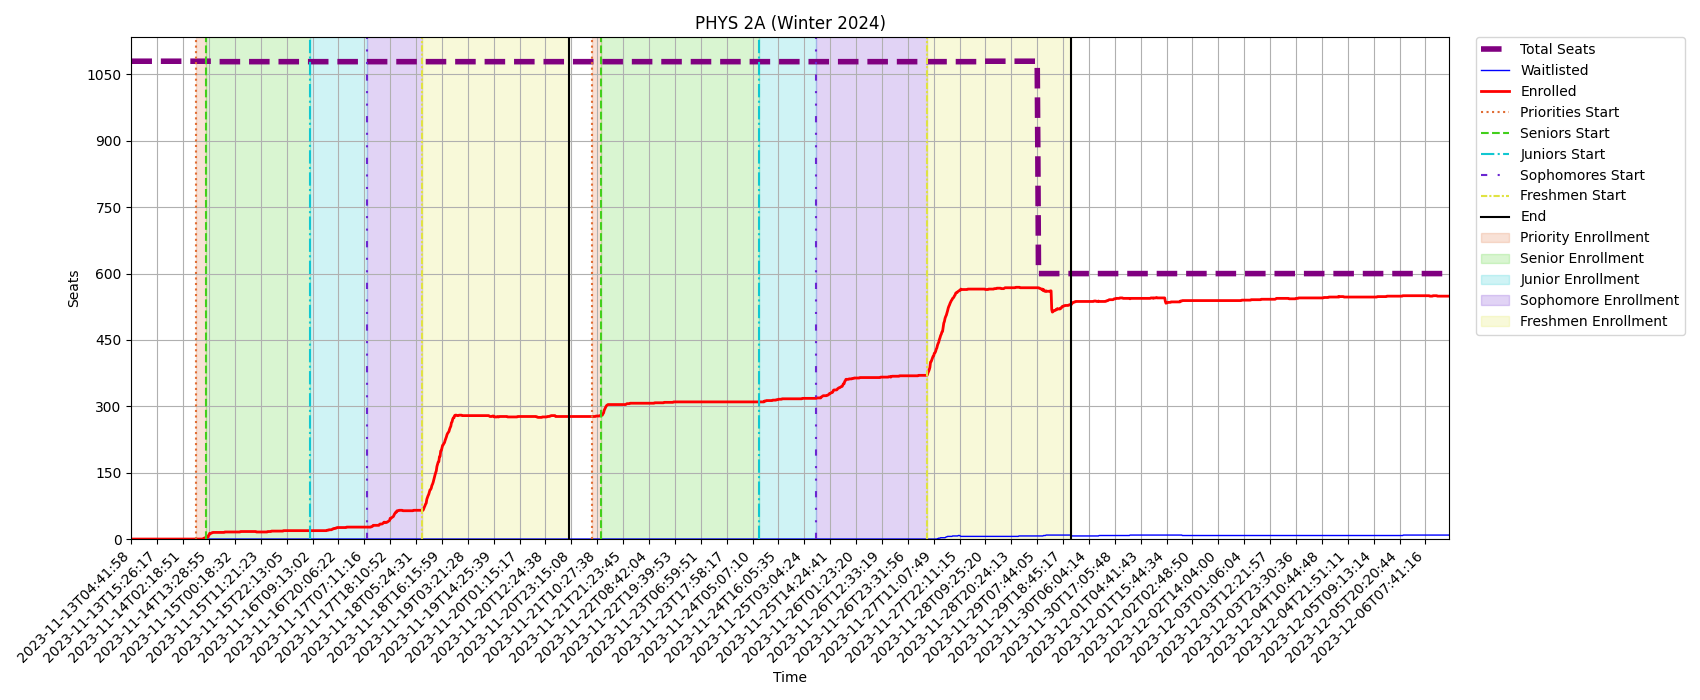 PHYS 2A (Winter 2024)
Seats
1050
900
750
600
450
300
150
0
2023-11-13T04:41:58
2023-11-13T15:26:17
2023-11-14T02:18:51
2023-11-14T13:28:55
2023-11-15T00:18:32
2023-11-15T11:21:23
2023-11-15T22:13:05
2023-11-16T09:13:02
2023-11-16T20:06:22
2023-11-17T07:11:16
2023-11-17T18:10:52
2023-11-18T05:24:31
2023-11-18T16:15:59
2023-11-19T03:21:28
2023-11-19T14:25:39
2023-11-20T01:15:17
2023-11-20T12:24:38
2023-11-20T23:15:08
2023-11-21T10:27:38
2023-11-21T21:23:45
2023-11-22T08:42:04
2023-11-22T19:39:53
2023-11-23T06:59:51
2023-11-23T17:58:17
2023-11-24T05:07:10
2023-11-24T16:05:35
2023-11-25T03:04:24
2023-11-25T14:24:41
2023-11-26T01:23:20
2023-11-26T12:33:19
2023-11-26T23:31:56
2023-11-27T11:07:49
2023-11-27T22:11:15
2023-11-28T09:25:20
2023-11-28T20:24:13
2023-11-29T07:44:05
2023-11-29T18:45:17
2023-11-30T06:04:14
2023-11-30T17:05:48
2023-12-01T04:41:43
2023-12-01T15:44:34
2023-12-02T02:48:50
2023-12-02T14:04:00
2023-12-03T01:06:04
2023-12-03T12:21:57
2023-12-03T23:30:36
2023-12-04T10:44:48
2023-12-04T21:51:11
2023-12-05T09:13:14
2023-12-05T20:20:44
2023-12-06T07:41:16
Time
Total Seats
Waitlisted
Enrolled
Priorities Start
Seniors Start
Juniors Start
Sophomores Start
Freshmen Start
End
Priority Enrollment
Senior Enrollment
Junior Enrollment
Sophomore Enrollment
Freshmen Enrollment